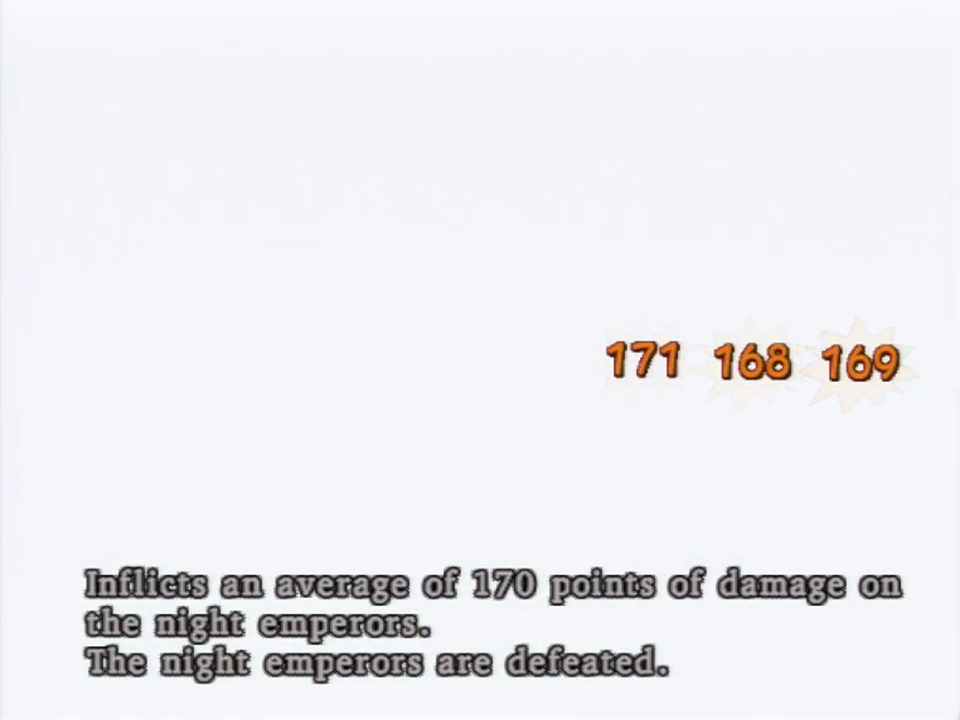 171 168 169
Inflicts an average of 170 points of damage on
the night emperors.
The night emperors are defeated.